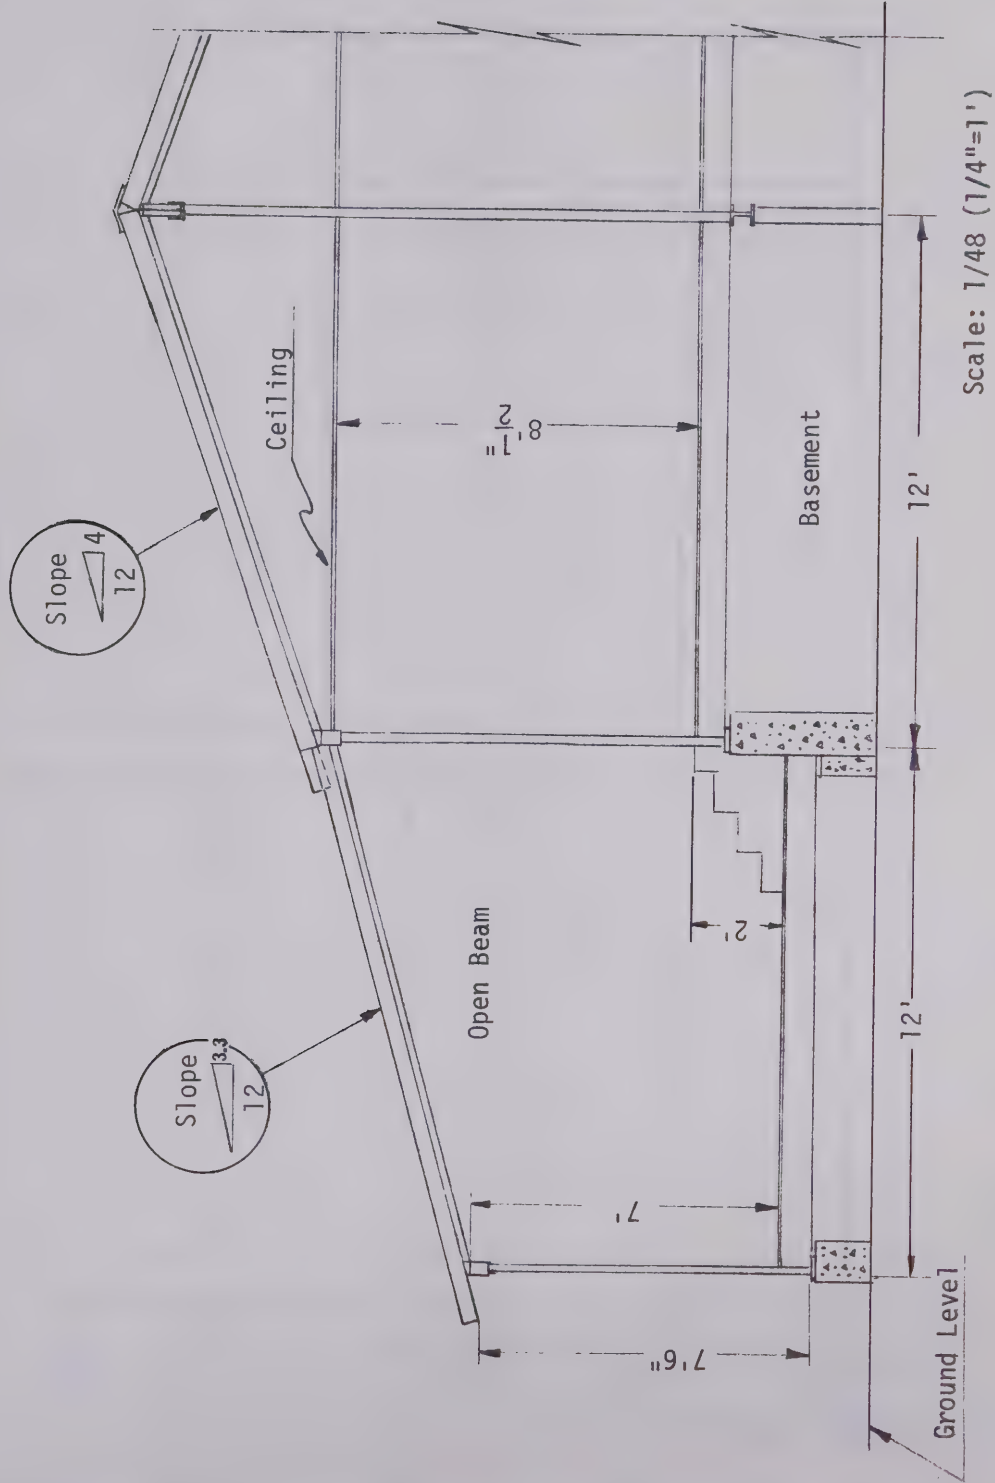 Slope
4
12
Slope
3.3
12
Ceiling
8'-1/2"
Open Beam
7'
2'
7'6"
Basement
12'
12'
Ground Level
Scale: 1/48 (1/4"=1')